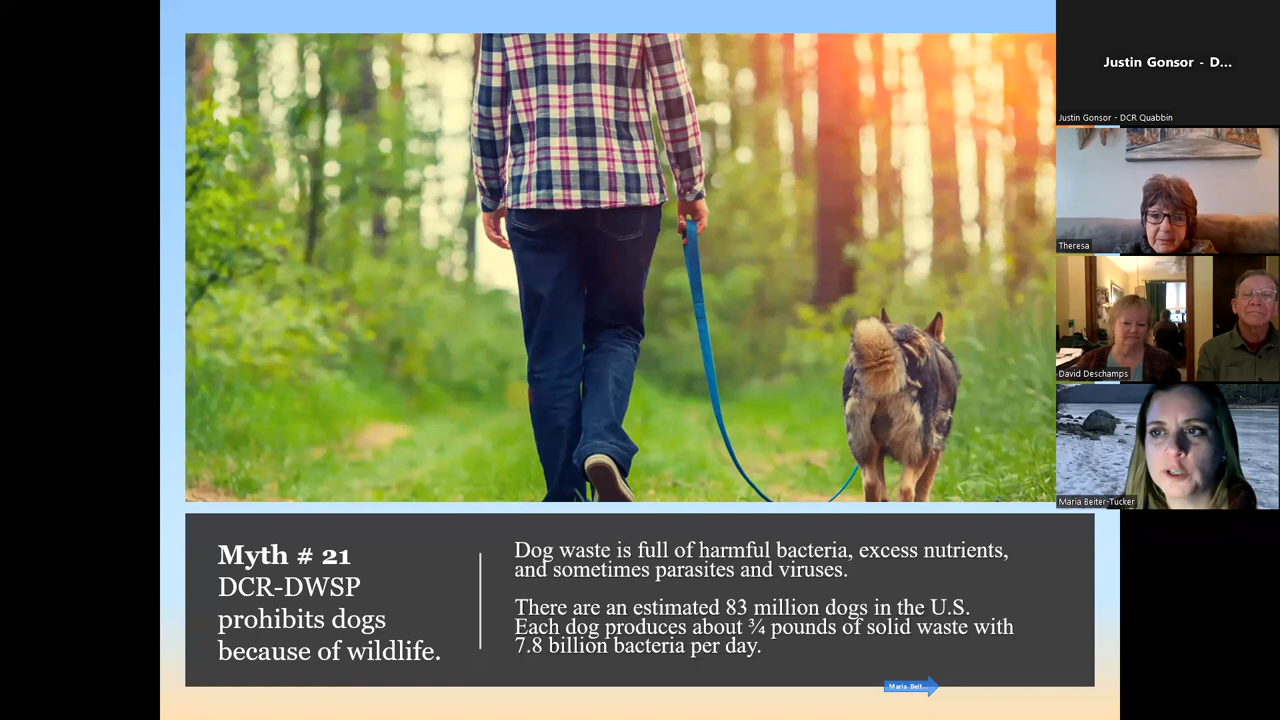 Justin Gonsor - D...
Justin Gonsor - DCR Quabbin
Theresa
David Deschamps
Maria Beiter-Tucker
Myth # 21
DCR-DWSP
prohibits dogs
because of wildlife.
Dog waste is full of harmful bacteria, excess nutrients,
and sometimes parasites and viruses.
There are an estimated 83 million dogs in the U.S.
Each dog produces about ¾ pounds of solid waste with
7.8 billion bacteria per day.
Maria Beit...